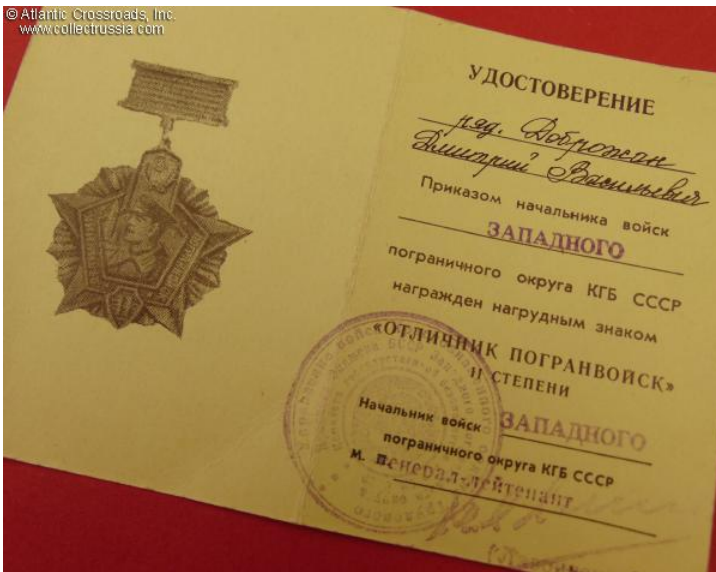 © Atlantic Crossroads, Inc.
www.collectrussia.com
УДОСТОВЕРЕНИЕ
ряд. Доброжан
Дмитрий Васильевич
Приказом начальника войск
ЗАПАДНОГО
пограничного округа КГБ СССР
награжден нагрудным знаком
«ОТЛИЧНИК ПОГРАНВОЙСК»
II СТЕПЕНИ
Начальник войск ЗАПАДНОГО
пограничного округа КГБ СССР
М. П.
Генерал-лейтенант